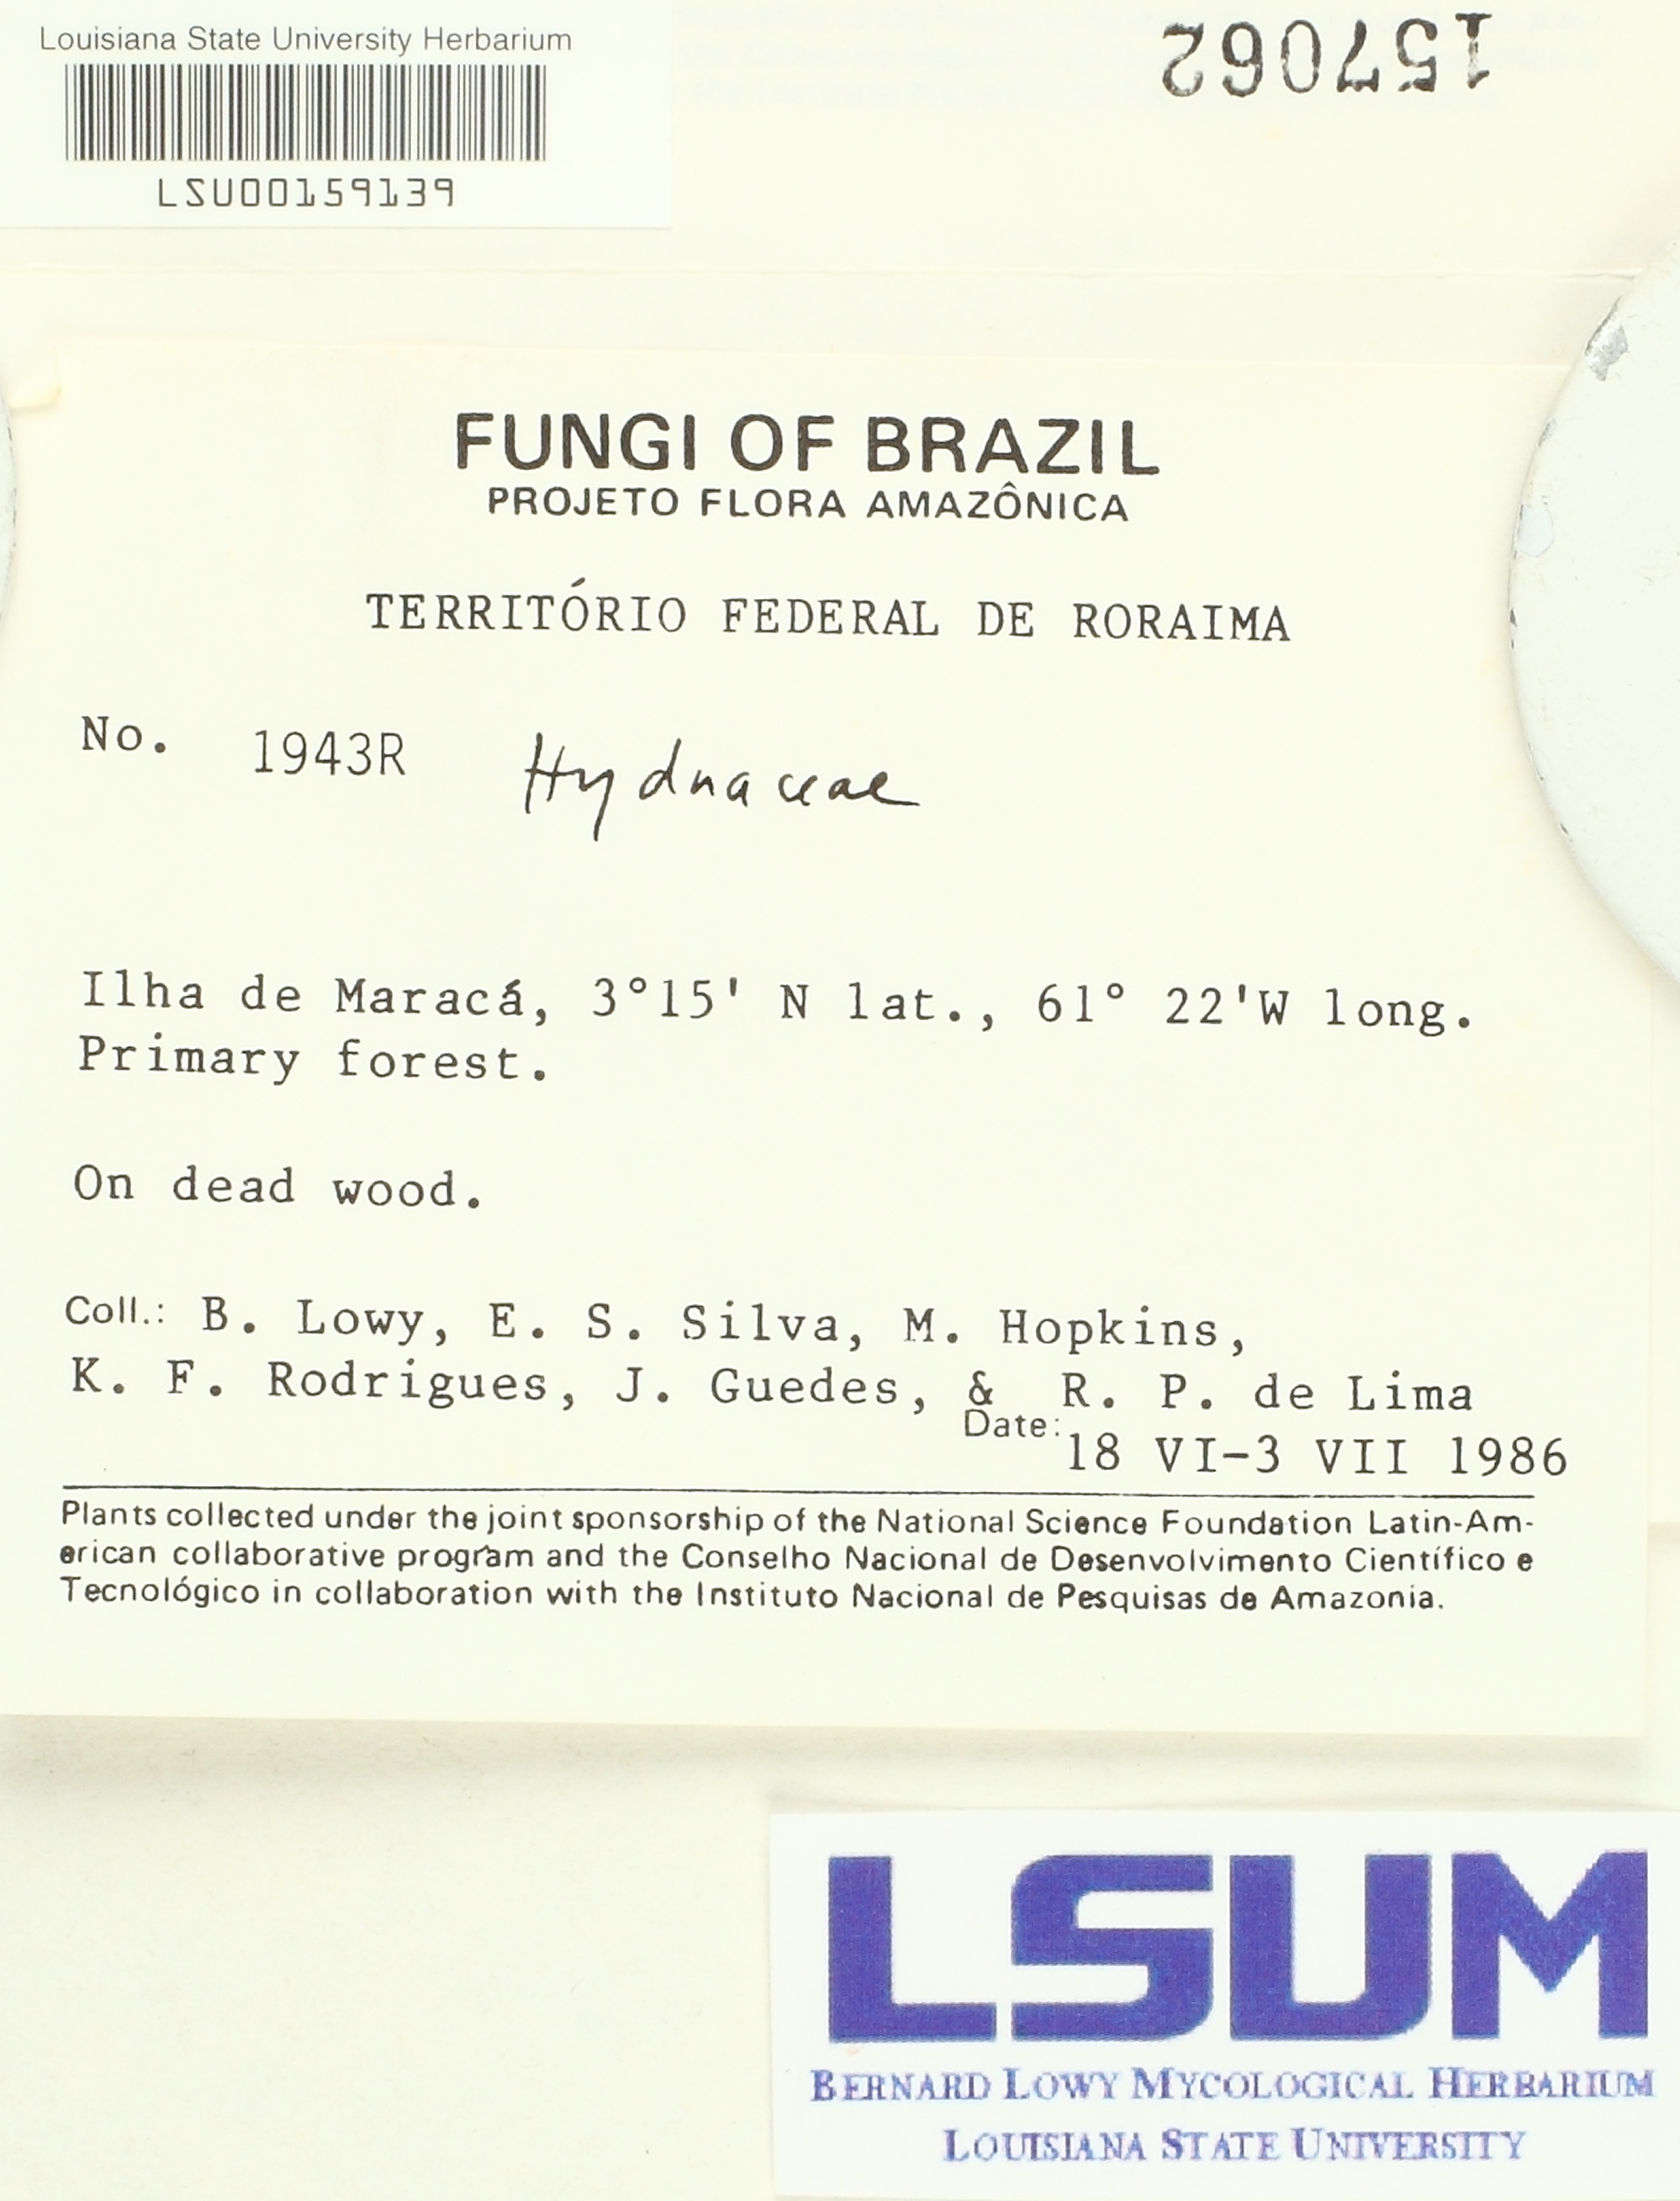 Louisiana State University Herbarium
LSU00159139
157062
FUNGI OF BRAZIL
PROJETO FLORA AMAZÔNICA
TERRITÓRIO FEDERAL DE RORAIMA
No. 1943R Hydnaceae
Ilha de Maracá, 3°15' N lat., 61° 22'W long.
Primary forest.
On dead wood.
Coll.: B. Lowy, E. S. Silva, M. Hopkins,
K. F. Rodrigues, J. Guedes, & R. P. de Lima
Date: 18 VI-3 VII 1986
Plants collected under the joint sponsorship of the National Science Foundation Latin-Am-
erican collaborative program and the Conselho Nacional de Desenvolvimento Científico e
Tecnológico in collaboration with the Instituto Nacional de Pesquisas de Amazonia.
LSUM
BERNARD LOWY MYCOLOGICAL HERBARIUM
LOUISIANA STATE UNIVERSITY